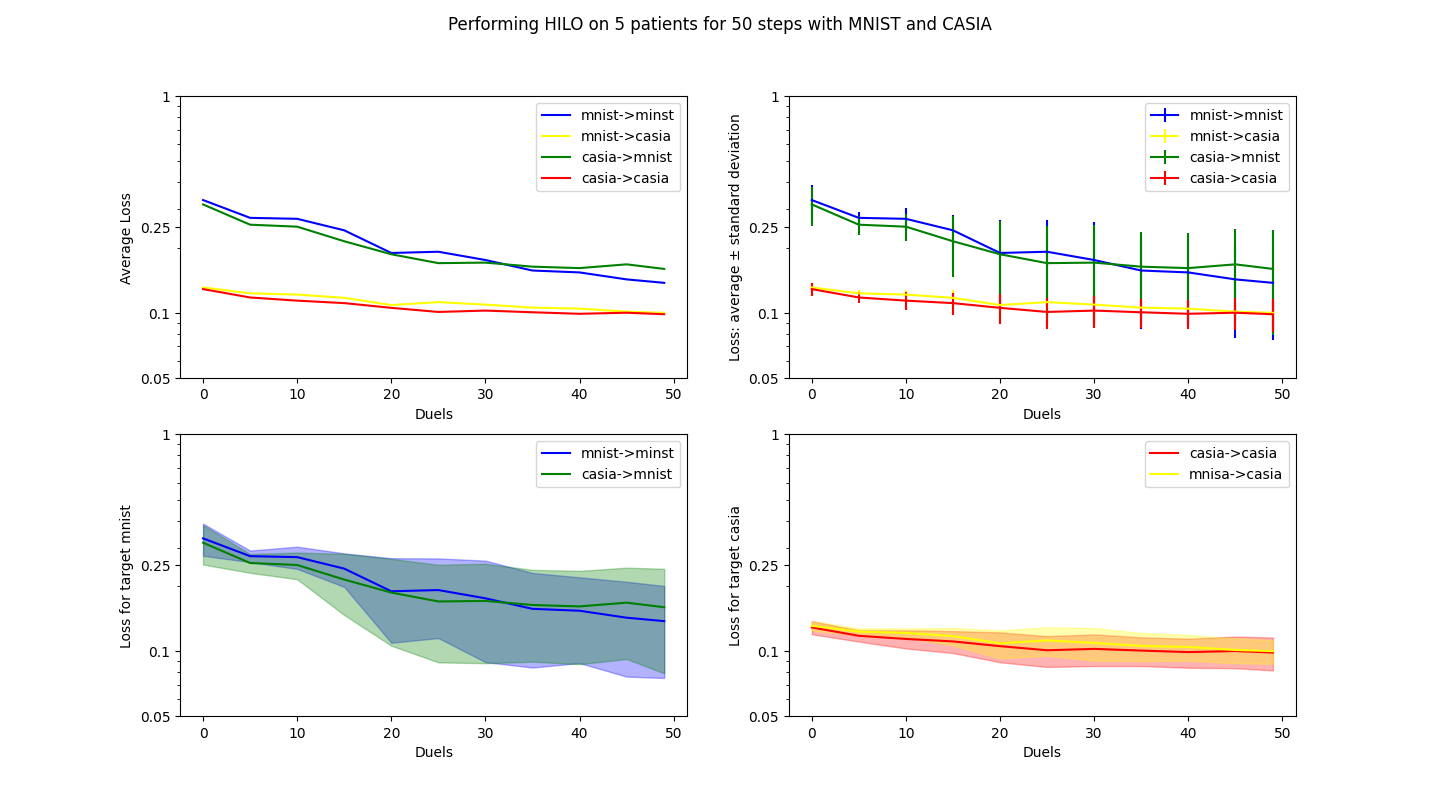 Performing HILO on 5 patients for 50 steps with MNIST and CASIA
Average Loss
1
0.25
0.1
0.05
mnist->minst
mnist->casia
casia->mnist
casia->casia
0 10 20 30 40 50
Duels
Loss: average ± standard deviation
1
0.25
0.1
0.05
mnist->mnist
mnist->casia
casia->mnist
casia->casia
0 10 20 30 40 50
Duels
Loss for target mnist
1
0.25
0.1
0.05
mnist->minst
casia->mnist
0 10 20 30 40 50
Duels
Loss for target casia
1
0.25
0.1
0.05
casia->casia
mnisa->casia
0 10 20 30 40 50
Duels